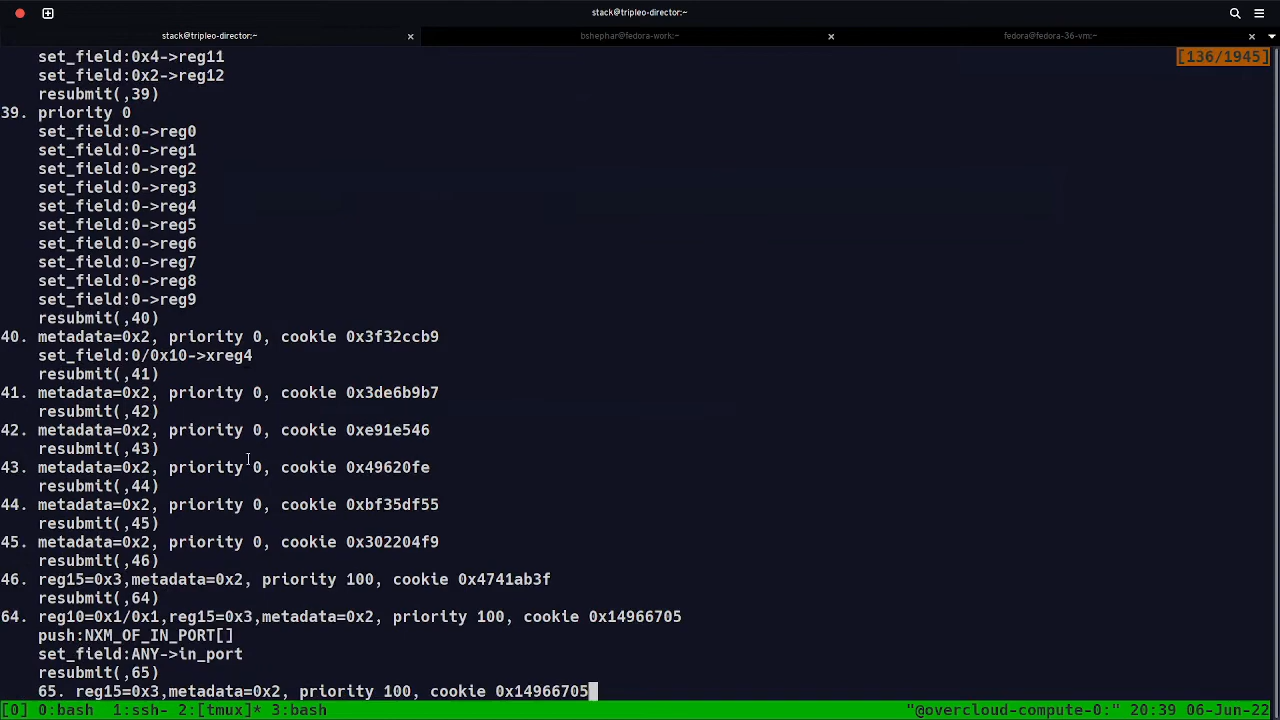 stack@tripleo-director:~
stack@tripleo-director:~
bshephar@fedora-work:~
fedora@fedora-36-vm:~
set_field:0x4->reg11
[136/1945]
set_field:0x2->reg12
resubmit(,39)
39. priority 0
set_field:0->reg0
set_field:0->reg1
set_field:0->reg2
set_field:0->reg3
set_field:0->reg4
set_field:0->reg5
set_field:0->reg6
set_field:0->reg7
set_field:0->reg8
set_field:0->reg9
resubmit(,40)
40. metadata=0x2, priority 0, cookie 0x3f32ccb9
set_field:0/0x10->xreg4
resubmit(,41)
41. metadata=0x2, priority 0, cookie 0x3de6b9b7
resubmit(,42)
42. metadata=0x2, priority 0, cookie 0xe91e546
resubmit(,43)
43. metadata=0x2, priority 0, cookie 0x49620fe
resubmit(,44)
44. metadata=0x2, priority 0, cookie 0xbf35df55
resubmit(,45)
45. metadata=0x2, priority 0, cookie 0x302204f9
resubmit(,46)
46. reg15=0x3,metadata=0x2, priority 100, cookie 0x4741ab3f
resubmit(,64)
64. reg10=0x1/0x1,reg15=0x3,metadata=0x2, priority 100, cookie 0x14966705
push:NXM_OF_IN_PORT[]
set_field:ANY->in_port
resubmit(,65)
65. reg15=0x3,metadata=0x2, priority 100, cookie 0x14966705
[0] 0:bash  1:ssh- 2:[tmux]* 3:bash
"@overcloud-compute-0:" 20:39 06-Jun-22